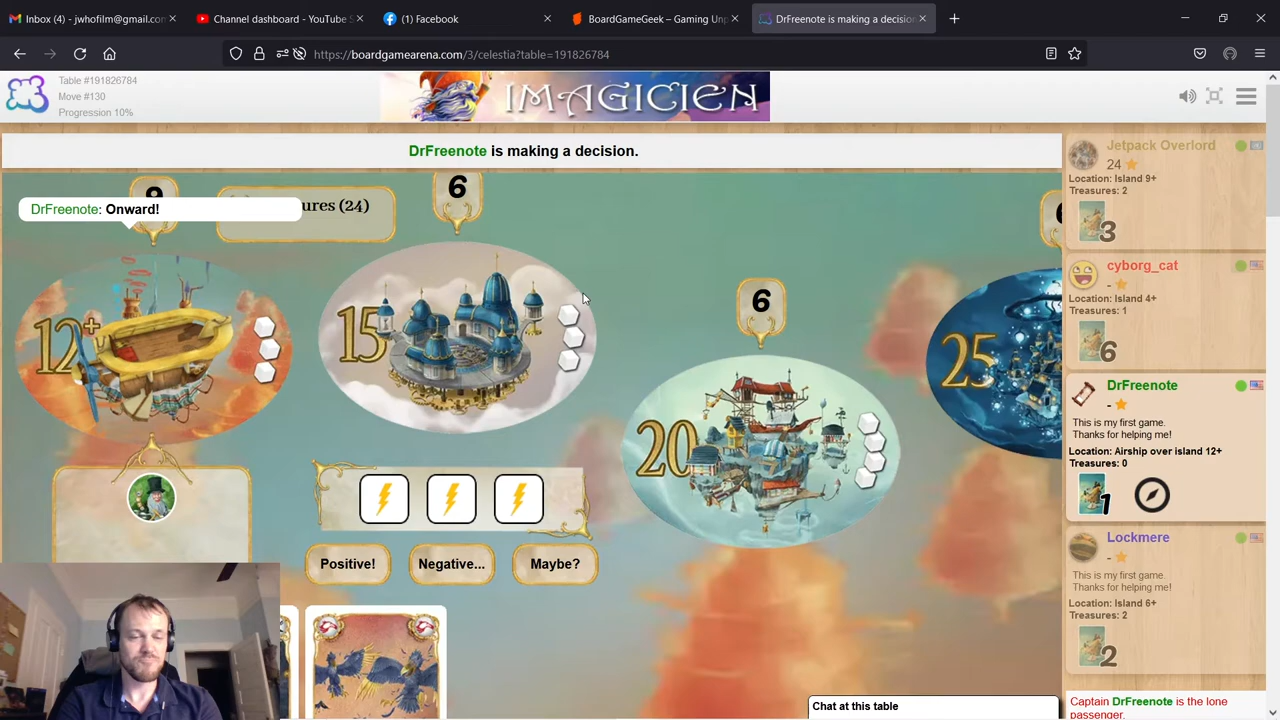 Inbox (4) - jwhofilm@gmail.com
Channel dashboard - YouTube S
(1) Facebook
BoardGameGeek – Gaming Unp
DrFreenote is making a decision
https://boardgamearena.com/3/celestia?table=191826784
Table #191826784
Move #130
Progression 10%
IMAGICIEN
DrFreenote is making a decision.
DrFreenote: Onward!
9
ures (24)
6
6
6
12+
15
20
25
Positive!
Negative...
Maybe?
Jetpack Overlord
24
Location: Island 9+
Treasures: 2
3
cyborg_cat
-
Location: Island 4+
Treasures: 1
6
DrFreenote
-
This is my first game.
Thanks for helping me!
Location: Airship over island 12+
Treasures: 0
1
Lockmere
-
This is my first game.
Thanks for helping me!
Location: Island 6+
Treasures: 2
2
Captain DrFreenote is the lone
passenger.
Chat at this table